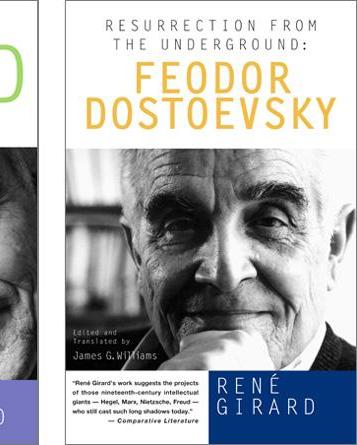 RESURRECTION FROM
THE UNDERGROUND:
FEODOR
DOSTOEVSKY
Edited and
Translated by
James G. Williams
"René Girard's work suggests the projects
of those nineteenth-century intellectual
giants — Hegel, Marx, Nietzsche, Freud —
who still cast such long shadows today."
— Comparative Literature
RENÉ
GIRARD